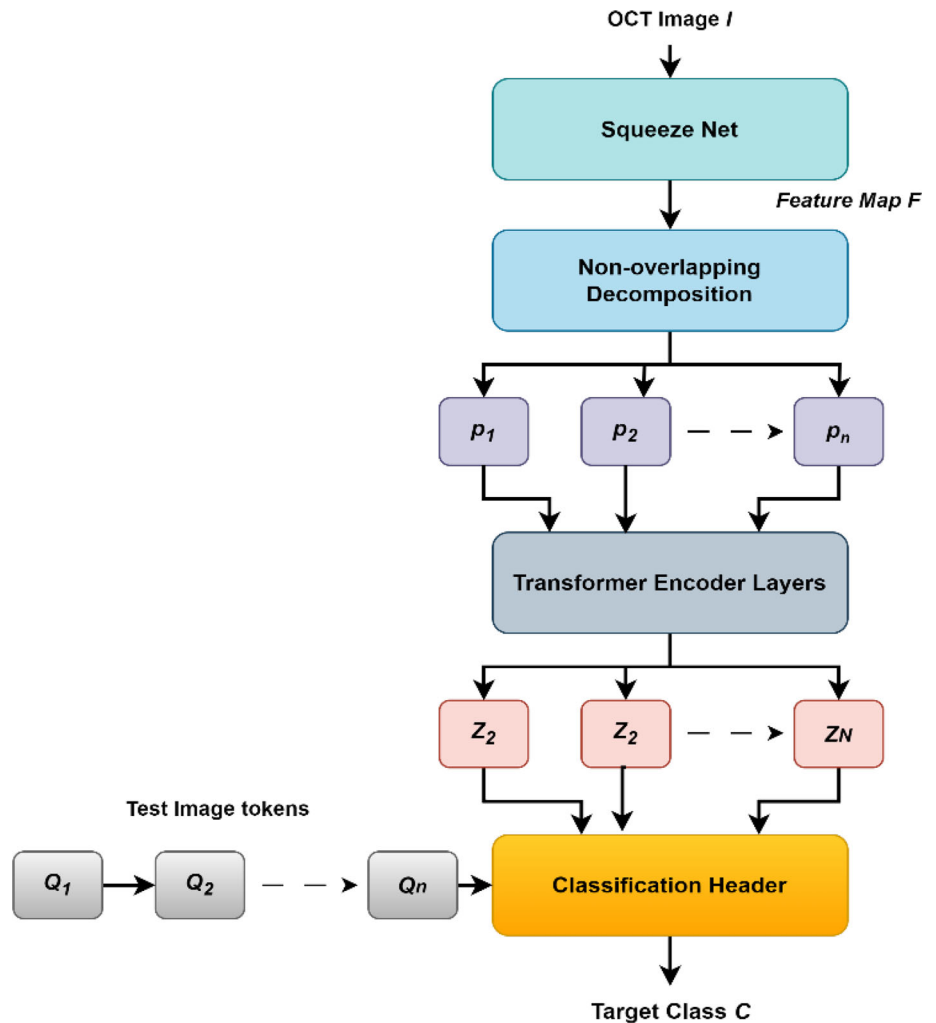 OCT Image I
Squeeze Net
Feature Map F
Non-overlapping
Decomposition
p1 p2 pn
Transformer Encoder Layers
Z2 Z2 ZN
Test Image tokens
Q1 Q2 Qn
Classification Header
Target Class C